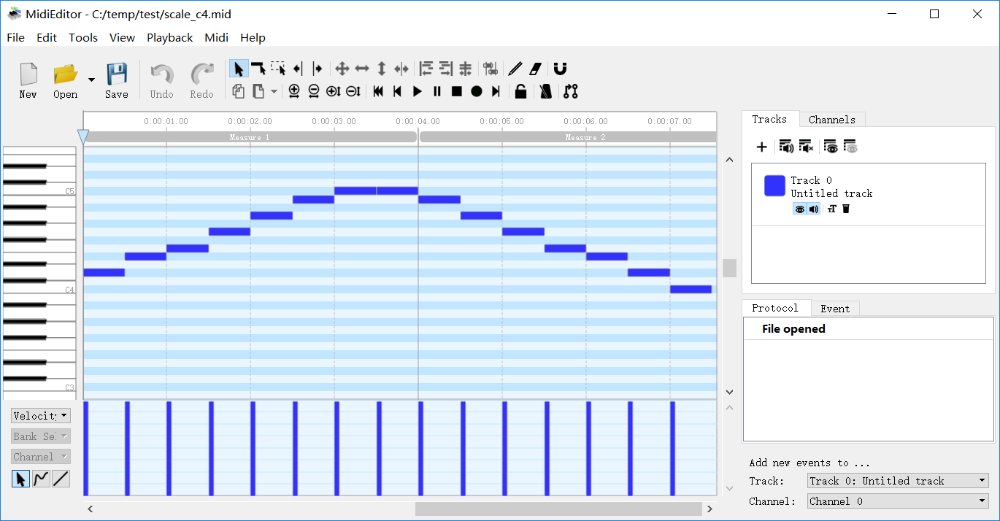 MidiEditor - C:/temp/test/scale_c4.mid
File Edit Tools View Playback Midi Help
New Open Save Undo Redo
0:00:01.00 0:00:02.00 0:00:03.00 0:00:04.00 0:00:05.00 0:00:06.00 0:00:07.00
Measure 1 Measure 2
C5
C4
C3
Velocity
Bank Se
Channel
Tracks Channels
Track 0
Untitled track
Protocol Event
File opened
Add new events to ...
Track: Track 0: Untitled track
Channel: Channel 0